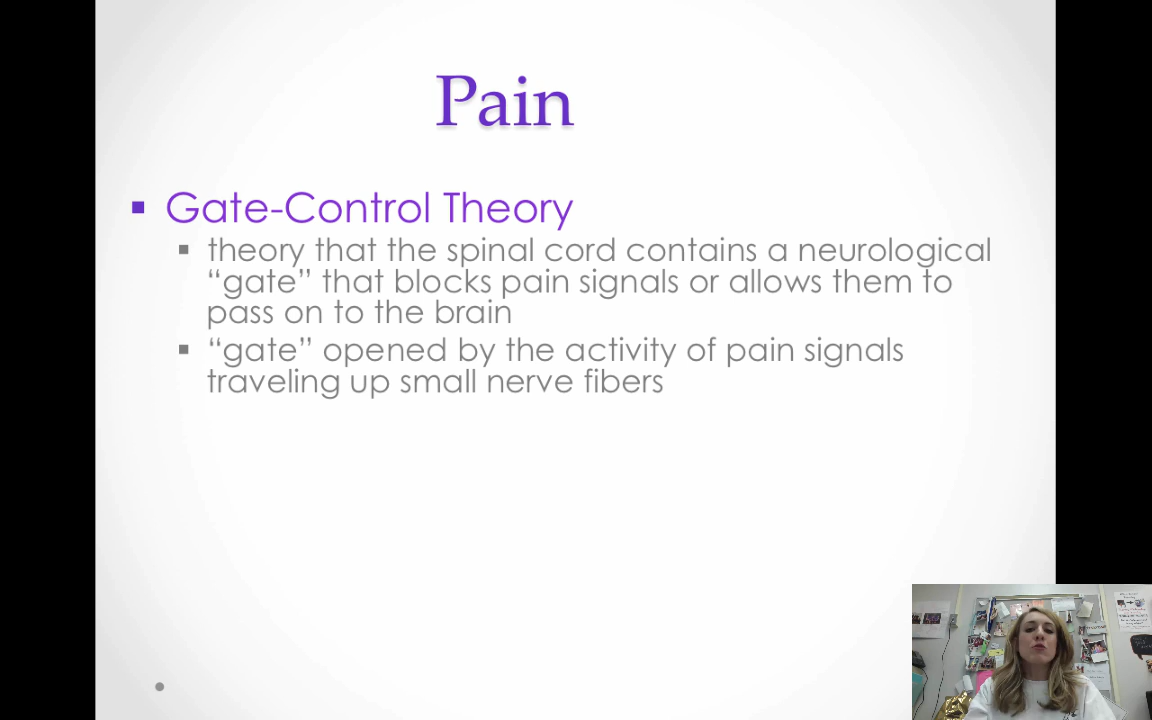 Pain
Gate-Control Theory
theory that the spinal cord contains a neurological
“gate” that blocks pain signals or allows them to
pass on to the brain
“gate” opened by the activity of pain signals
traveling up small nerve fibers